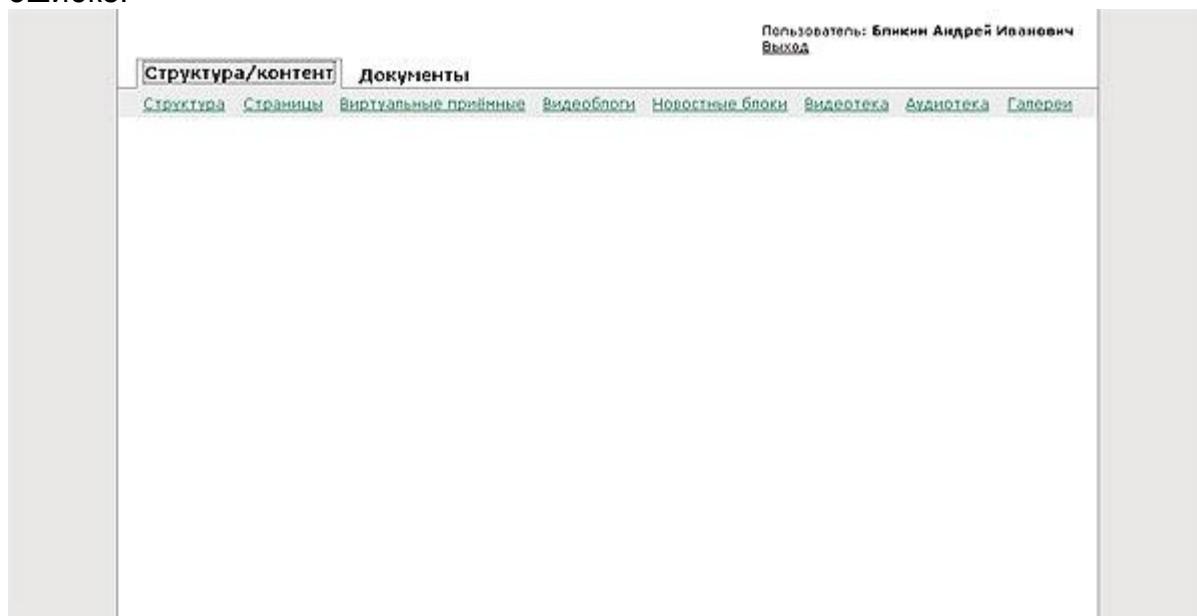 Пользователь: Бликин Андрей Иванович
Выход
Структура/контент Документы
Структура Страницы Виртуальные приёмные Видеоблоги Новостные блоки Видеотека Аудиотека Галереи